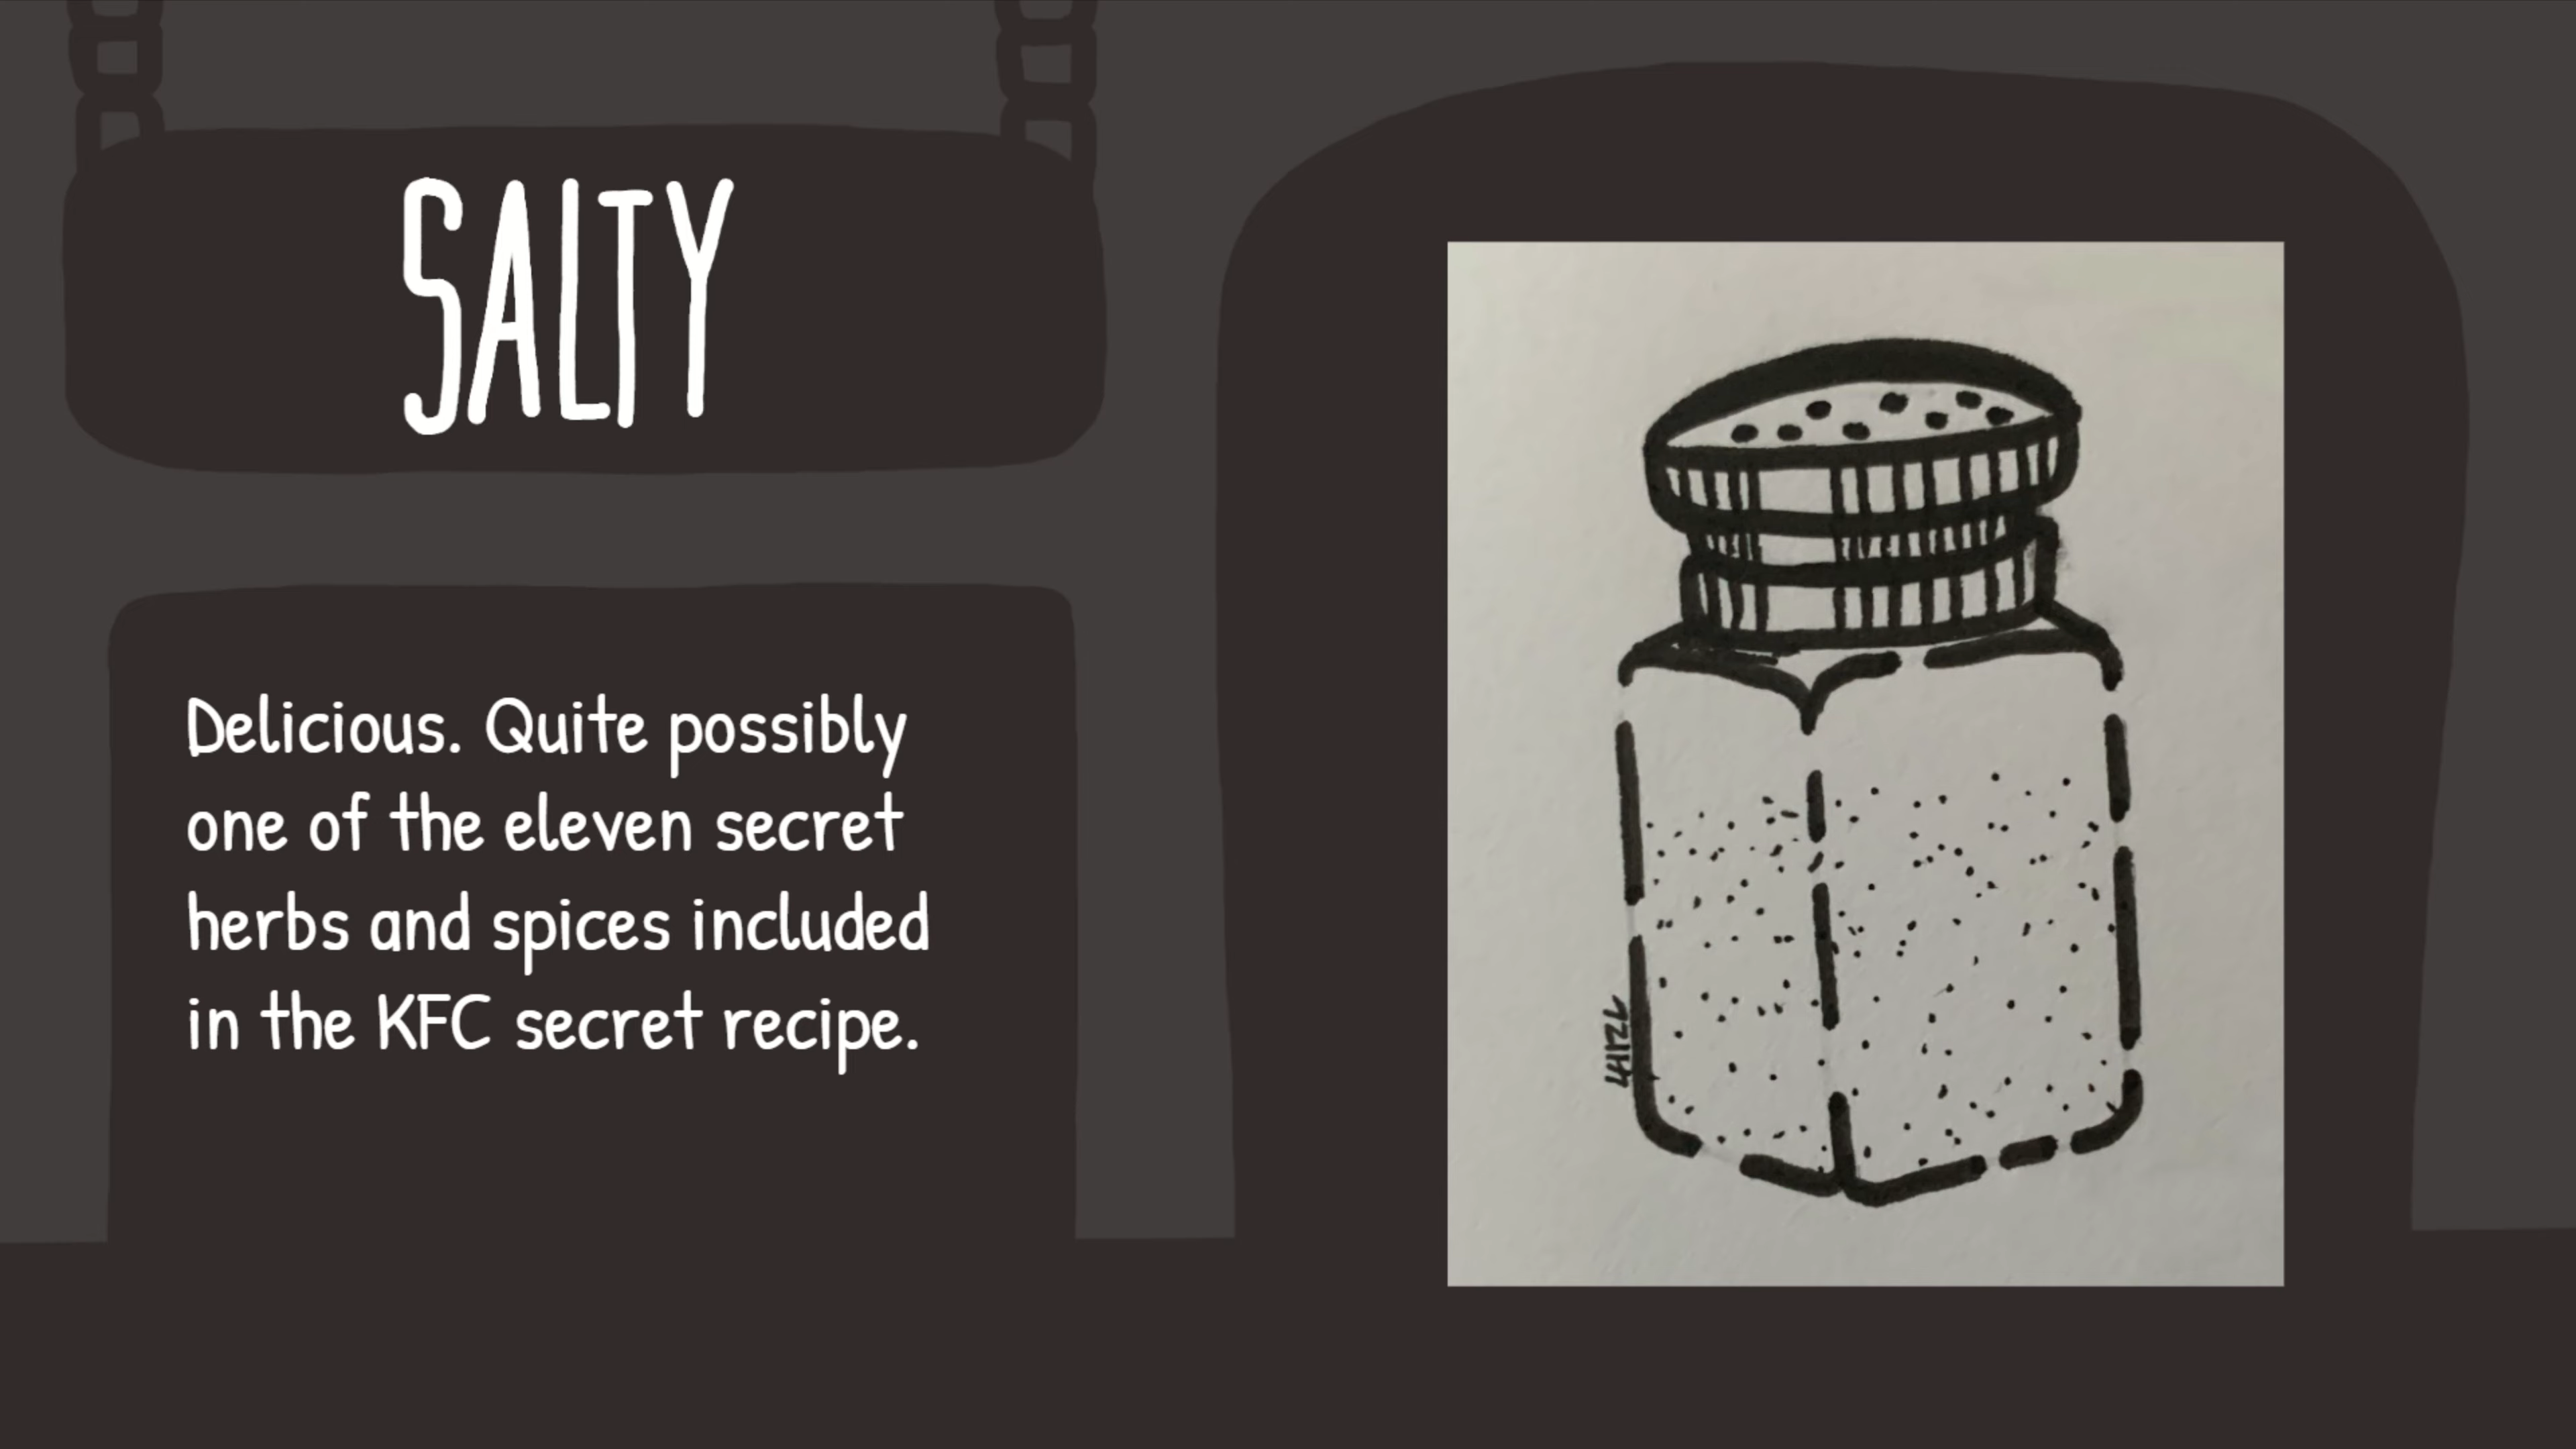 SALTY
Delicious. Quite possibly
one of the eleven secret
herbs and spices included
in the KFC secret recipe.